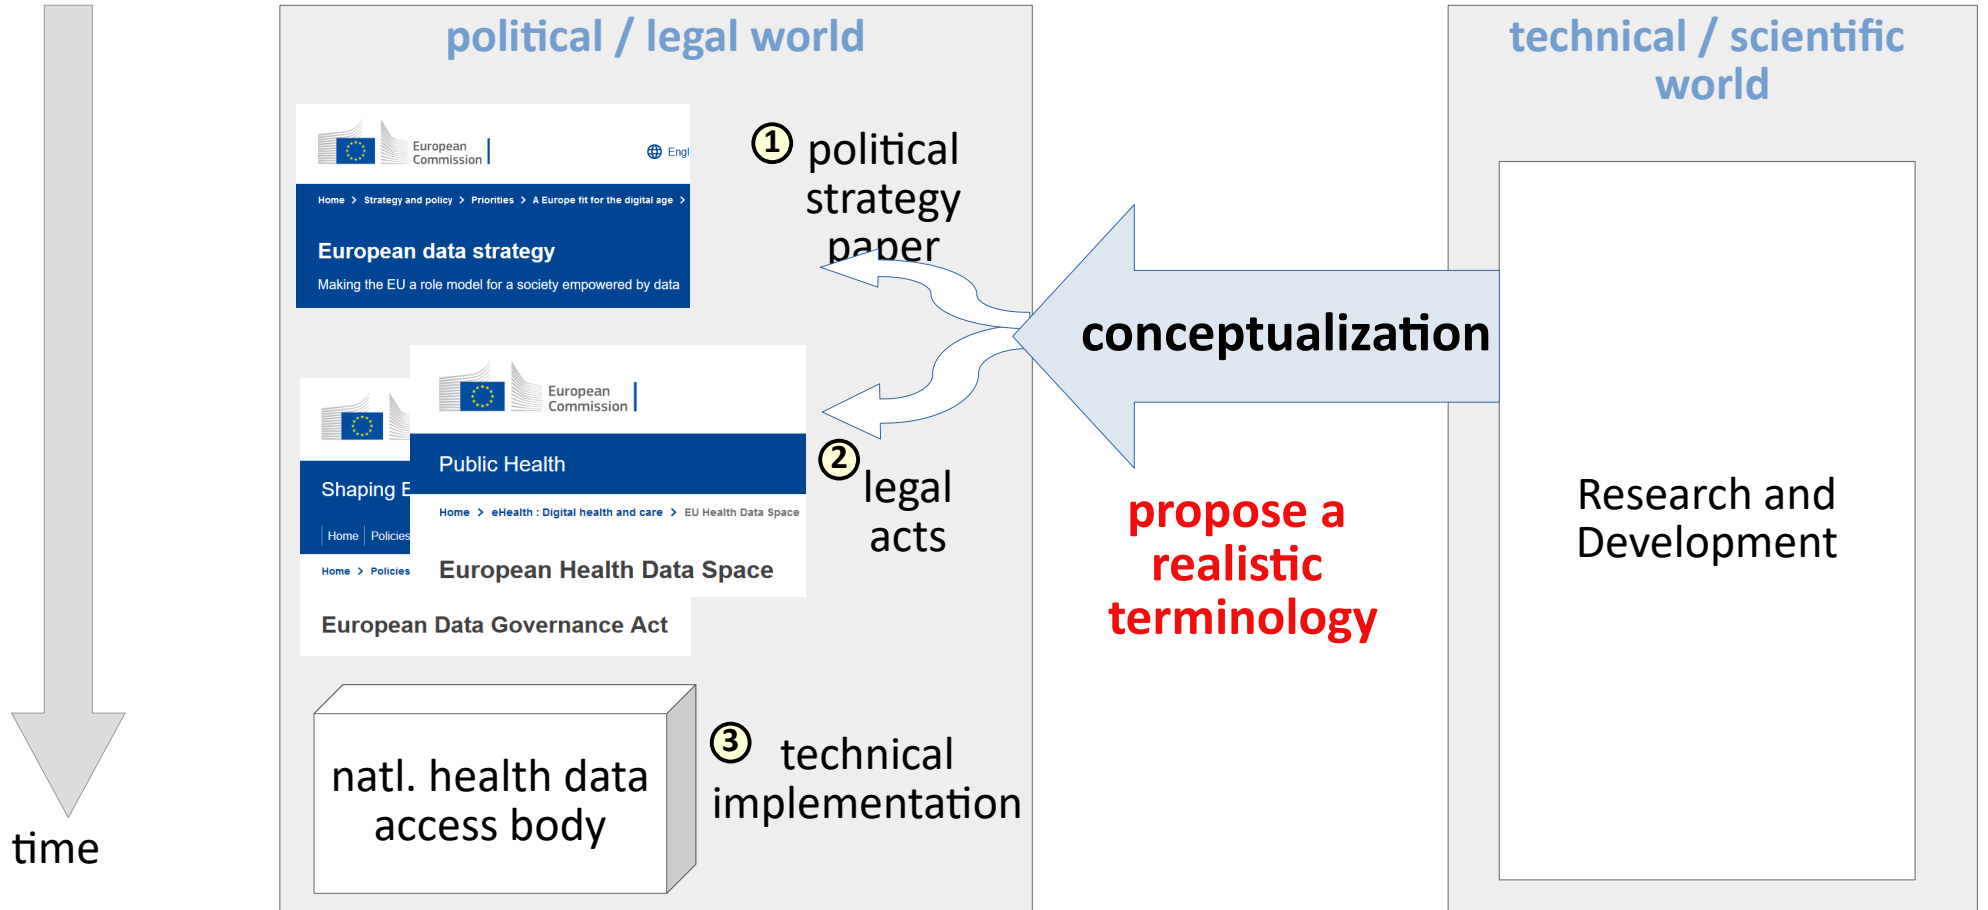 political / legal world
technical / scientific
world
European
Commission
Engl
Home > Strategy and policy > Priorities > A Europe fit for the digital age >
European data strategy
Making the EU a role model for a society empowered by data
1
political
strategy
paper
European
Commission
Public Health
Home > eHealth : Digital health and care > EU Health Data Space
European Health Data Space
Shaping E
Home | Policies
Home > Policies
European Data Governance Act
2
legal
acts
natl. health data
access body
3
technical
implementation
time
conceptualization
propose a
realistic
terminology
Research and
Development